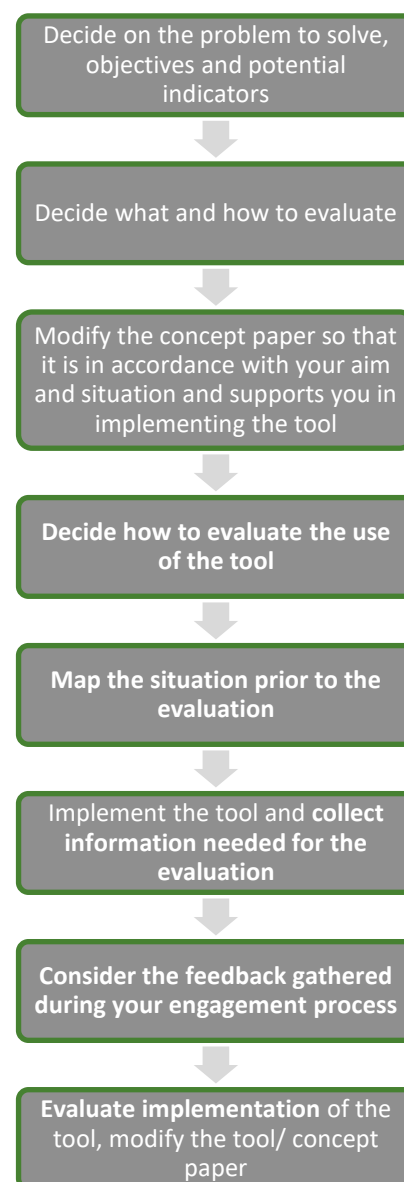 Decide on the problem to solve,
objectives and potential
indicators
Decide what and how to evaluate
Modify the concept paper so that
it is in accordance with your aim
and situation and supports you in
implementing the tool
Decide how to evaluate the use
of the tool
Map the situation prior to the
evaluation
Implement the tool and collect
information needed for the
evaluation
Consider the feedback gathered
during your engagement process
Evaluate implementation of the
tool, modify the tool/ concept
paper